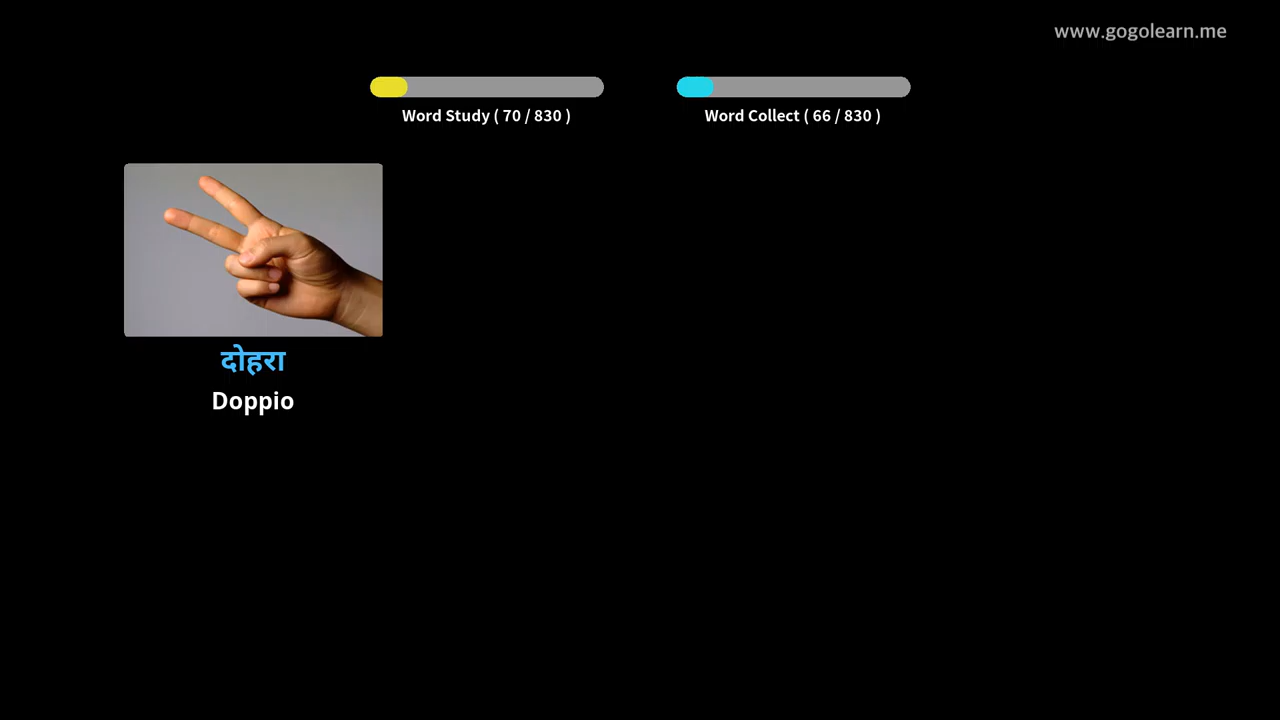 www.gogolearn.me
Word Study ( 70 / 830 )
Word Collect ( 66 / 830 )
दोहरा
Doppio